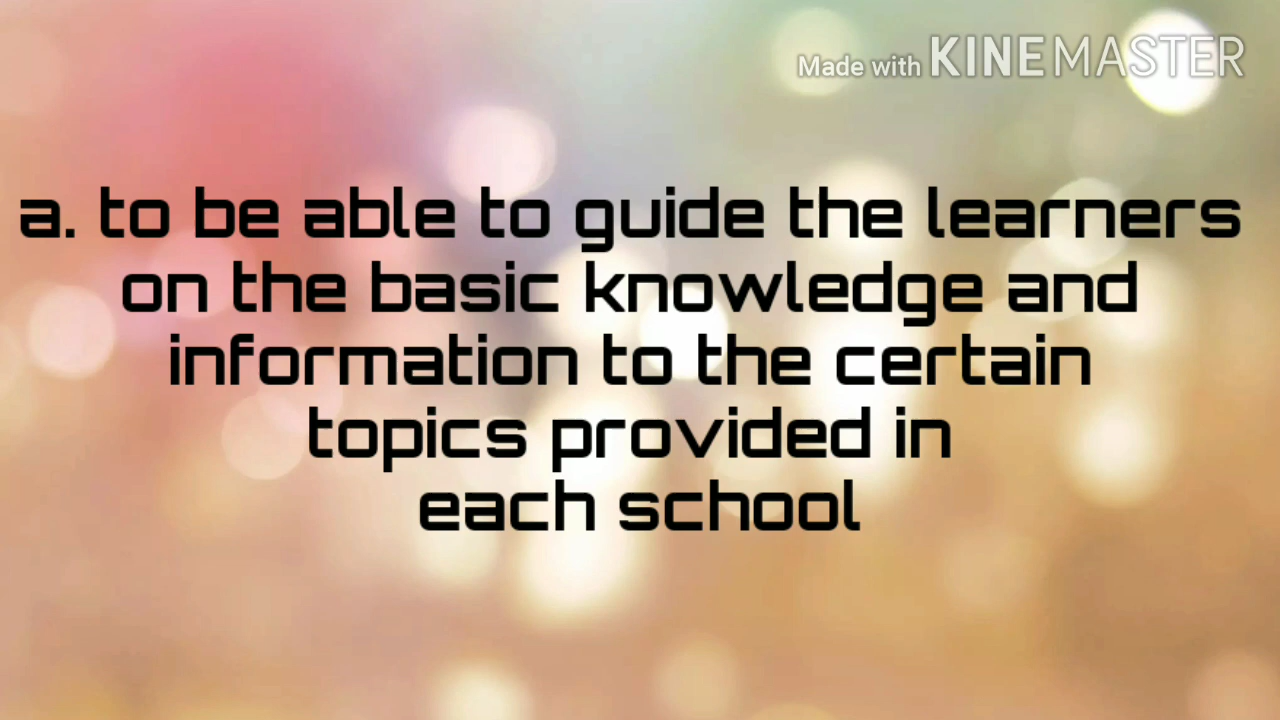 Made with KINEMASTER
a. to be able to guide the learners
on the basic knowledge and
information to the certain
topics provided in
each school